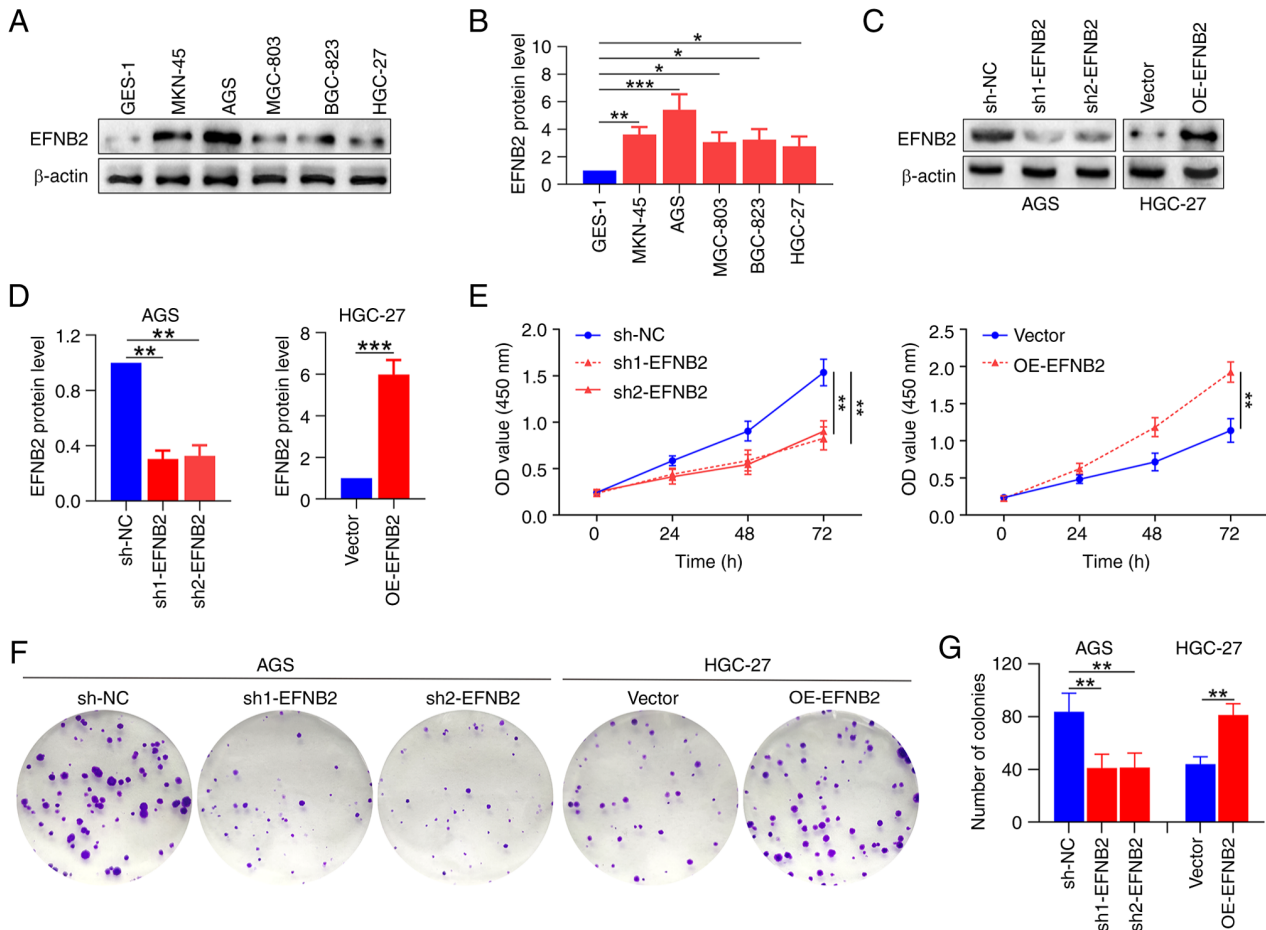 A
GES-1
MKN-45
AGS
MGC-803
BGC-823
HGC-27
EFNB2
β-actin
B
EFNB2 protein level
10
8
6
4
2
0
*
*
*
***
**
GES-1
MKN-45
AGS
MGC-803
BGC-823
HGC-27
C
sh-NC
sh1-EFNB2
sh2-EFNB2
Vector
OE-EFNB2
EFNB2
β-actin
AGS
HGC-27
D
AGS
EFNB2 protein level
1.2
1.0
0.4
0.0
**
**
sh-NC
sh1-EFNB2
sh2-EFNB2
HGC-27
EFNB2 protein level
8
6
4
2
0
***
Vector
OE-EFNB2
E
OD value (450 nm)
2.0
1.5
1.0
0.5
0.0
sh-NC
sh1-EFNB2
sh2-EFNB2
**
**
0
24
48
72
Time (h)
OD value (450 nm)
2.5
2.0
1.5
1.0
0.5
0.0
Vector
OE-EFNB2
**
0
24
48
72
Time (h)
F
AGS
HGC-27
sh-NC
sh1-EFNB2
sh2-EFNB2
Vector
OE-EFNB2
G
AGS
HGC-27
Number of colonies
120
80
40
0
**
**
**
sh-NC
sh1-EFNB2
sh2-EFNB2
Vector
OE-EFNB2